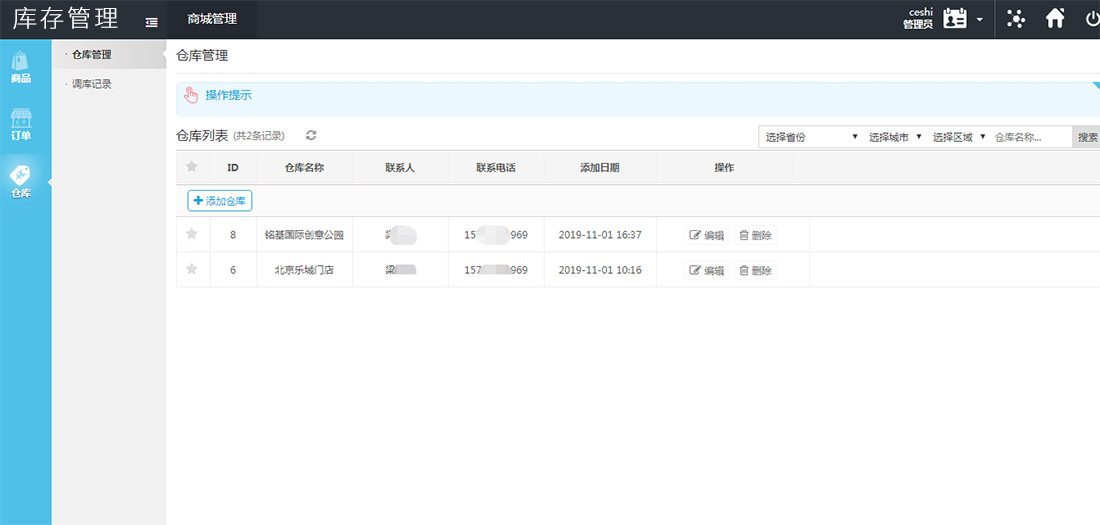 库存管理
商城管理
ceshi
管理员
商品
订单
仓库
· 仓库管理
· 调库记录
仓库管理
操作提示
仓库列表 (共2条记录)
选择省份 选择城市 选择区域 仓库名称... 搜索
ID 仓库名称 联系人 联系电话 添加日期 操作
添加仓库
8 铭基国际创意公园 15 969 2019-11-01 16:37 编辑 删除
6 北京乐城门店 梁 157 969 2019-11-01 10:16 编辑 删除